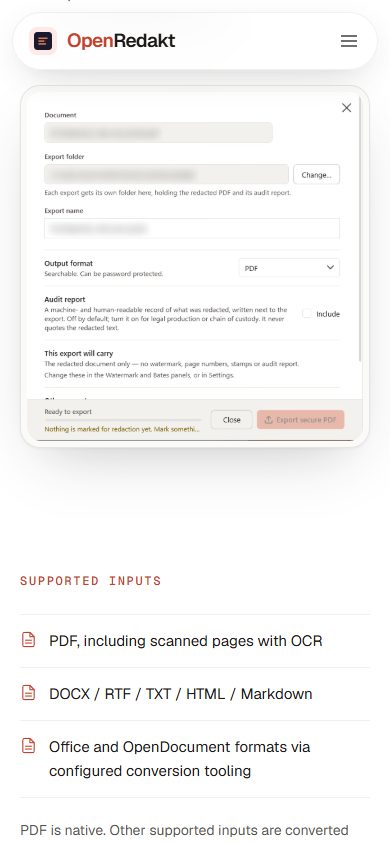 OpenRedakt
Document
Export folder
Change...
Each export gets its own folder here, holding the redacted PDF and its audit report.
Export name
Output format
Searchable. Can be password protected.
PDF
Audit report
A machine- and human-readable record of what was redacted, written next to the
export. Off by default; turn it on for legal production or chain of custody. It never
quotes the redacted text.
Include
This export will carry
The redacted document only — no watermark, page numbers, stamps or audit report.
Change these in the Watermark and Bates panels, or in Settings.
Ready to export
Nothing is marked for redaction yet. Mark somethi...
Close
Export secure PDF
SUPPORTED INPUTS
PDF, including scanned pages with OCR
DOCX / RTF / TXT / HTML / Markdown
Office and OpenDocument formats via
configured conversion tooling
PDF is native. Other supported inputs are converted